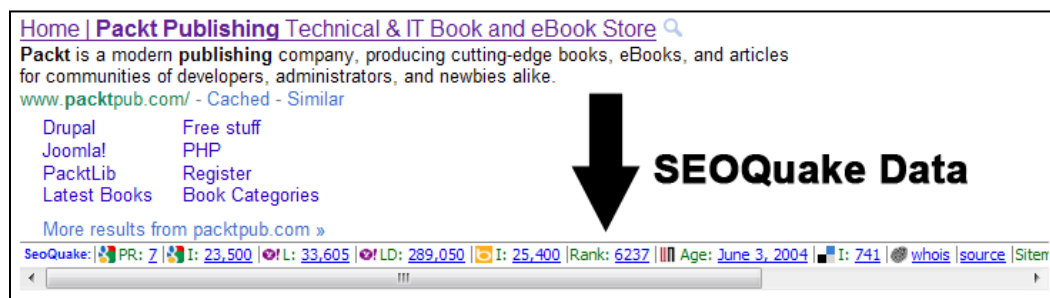 Home | Packt Publishing Technical & IT Book and eBook Store
Packt is a modern publishing company, producing cutting-edge books, eBooks, and articles
for communities of developers, administrators, and newbies alike.
www.packtpub.com/ - Cached - Similar
Drupal Free stuff
Joomla! PHP
PacktLib Register
Latest Books Book Categories
More results from packtpub.com »
SEOQuake Data
SeoQuake: | PR: 7 | I: 23,500 | Y! L: 33,605 | Y! LD: 289,050 | b I: 25,400 |Rank: 6237 | Age: June 3, 2004 | I: 741 | whois |source |Sitem